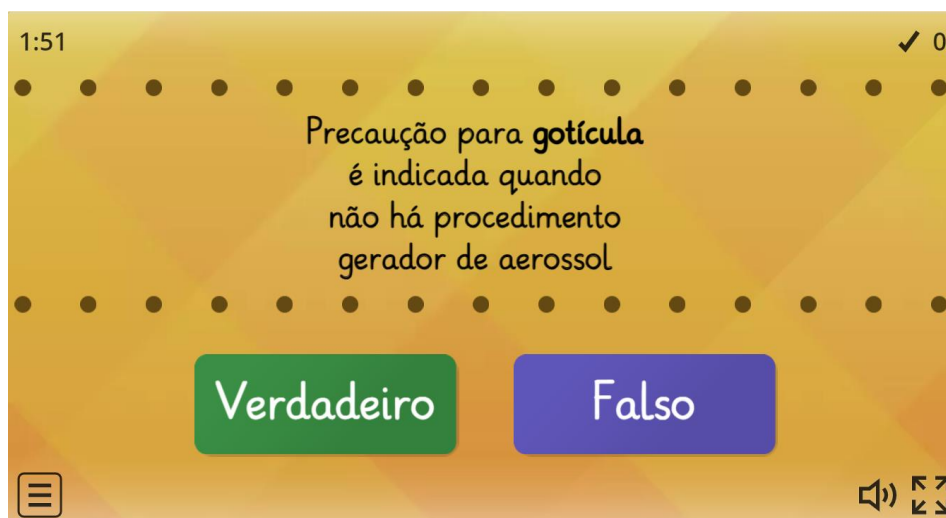 1:51
✓ 0
Precaução para gotícula
é indicada quando
não há procedimento
gerador de aerossol
Verdadeiro
Falso